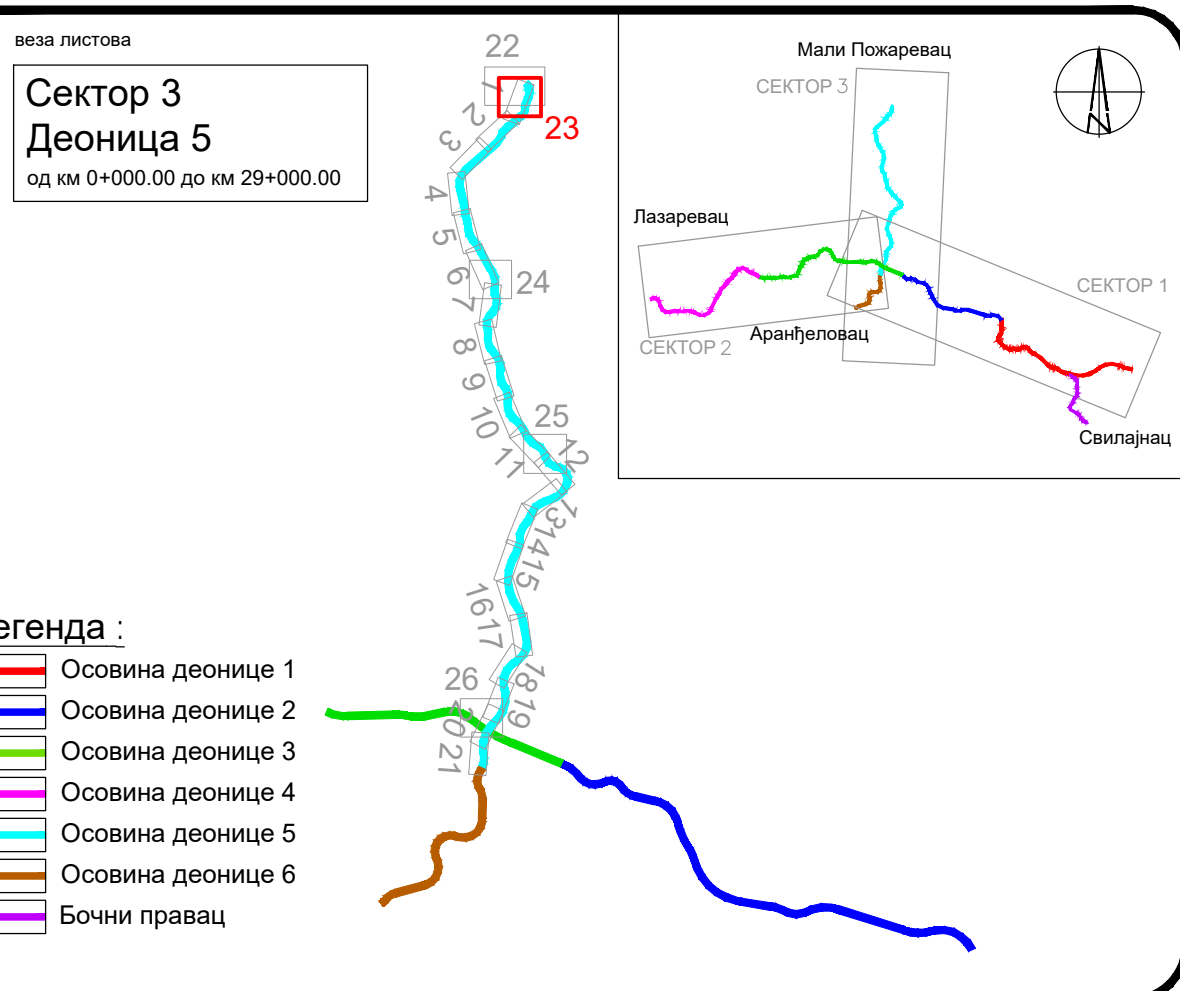 веза листова
Сектор 3
Деоница 5
од км 0+000.00 до км 29+000.00
22
1
23
2
3
4
5
6
24
7
8
9
10
25
11
12
13
14
15
16
17
18
26
19
20
21
Мали Пожаревац
СЕКТОР 3
N
Лазаревац
СЕКТОР 1
Аранђеловац
СЕКТОР 2
Свилајнац
егенда :
Осовина деонице 1
Осовина деонице 2
Осовина деонице 3
Осовина деонице 4
Осовина деонице 5
Осовина деонице 6
Бочни правац